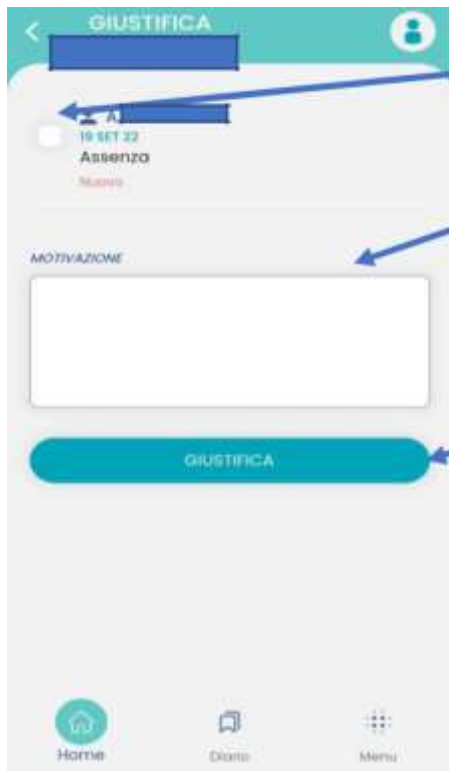 GIUSTIFICA
A
19 SET 22
Assenza
Nuovo
MOTIVAZIONE
GIUSTIFICA
Home
Diario
Menu